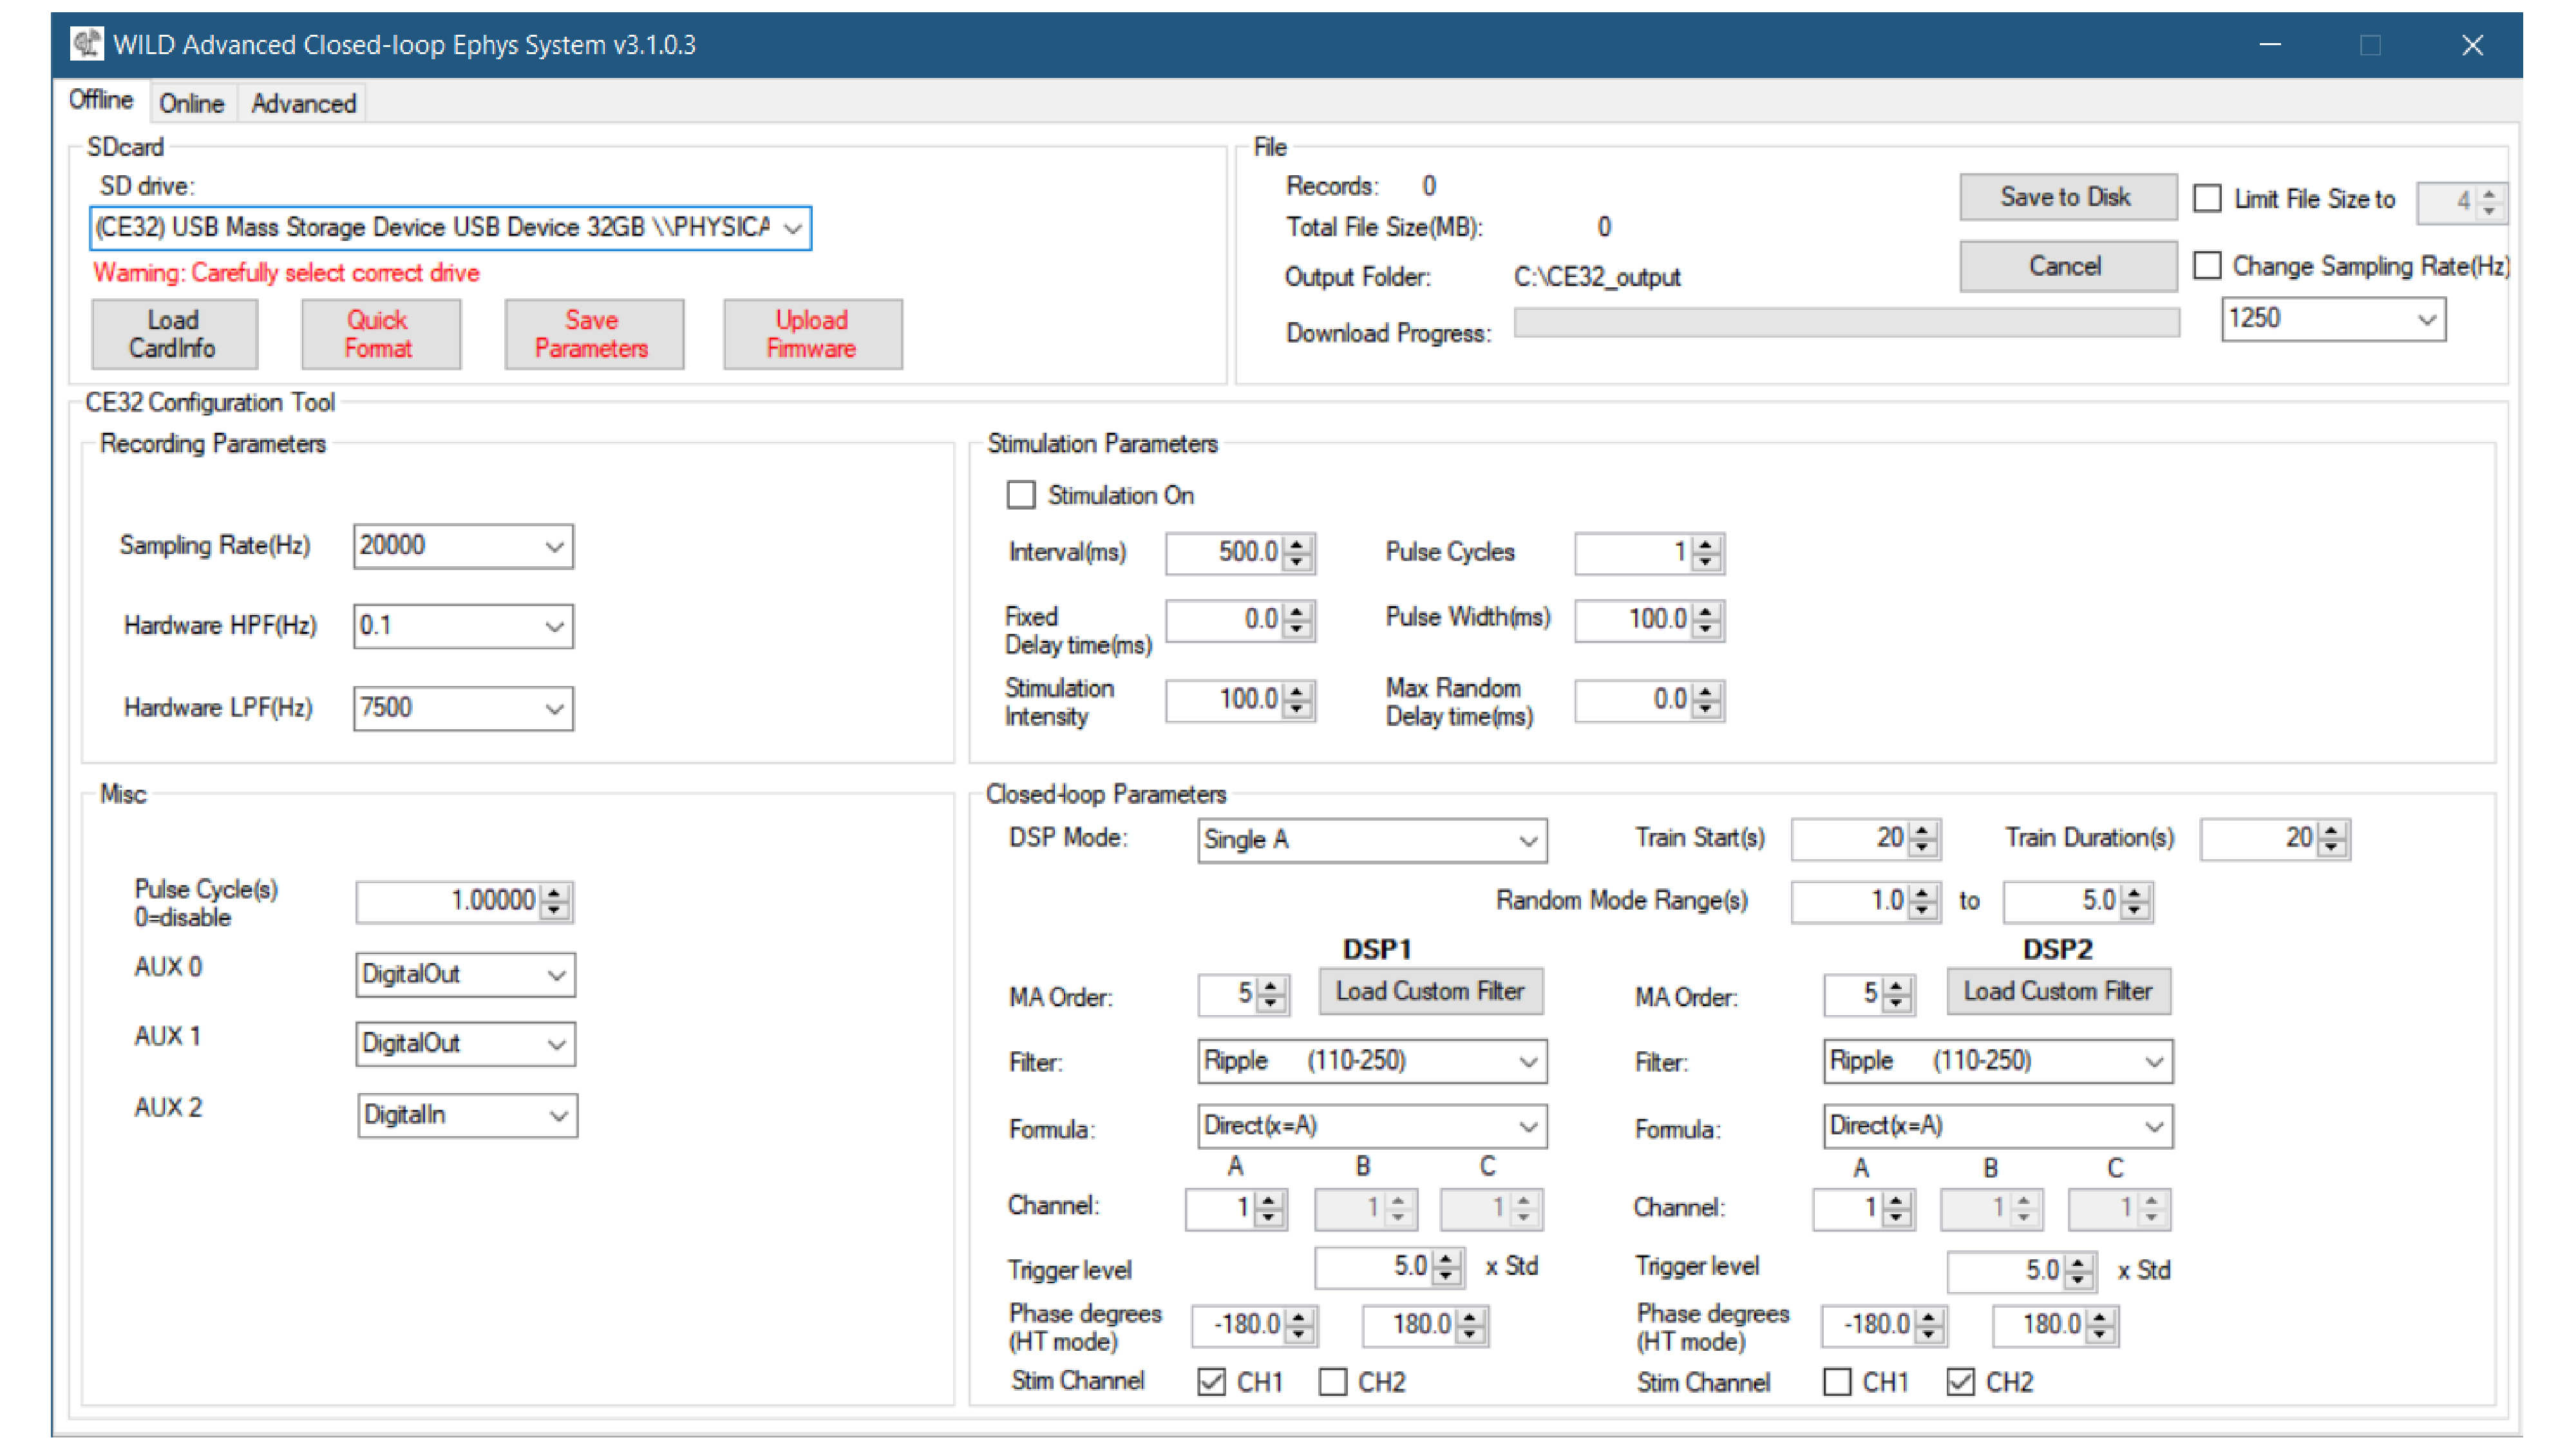 WILD Advanced Closed-loop Ephys System v3.1.0.3
Offline Online Advanced
SDcard
SD drive:
(CE32) USB Mass Storage Device USB Device 32GB \\PHYSICA
Warning: Carefully select correct drive
Load CardInfo
Quick Format
Save Parameters
Upload Firmware
File
Records: 0
Total File Size(MB): 0
Output Folder: C:\CE32_output
Download Progress:
Save to Disk
Limit File Size to 4
Cancel
Change Sampling Rate(Hz)
1250
CE32 Configuration Tool
Recording Parameters
Sampling Rate(Hz) 20000
Hardware HPF(Hz) 0.1
Hardware LPF(Hz) 7500
Stimulation Parameters
Stimulation On
Interval(ms) 500.0 Pulse Cycles 1
Fixed
Delay time(ms) 0.0 Pulse Width(ms) 100.0
Stimulation
Intensity 100.0 Max Random
Delay time(ms) 0.0
Misc
Pulse Cycle(s)
0=disable 1.00000
AUX 0 DigitalOut
AUX 1 DigitalOut
AUX 2 DigitalIn
Closed-loop Parameters
DSP Mode: Single A Train Start(s) 20 Train Duration(s) 20
Random Mode Range(s) 1.0 to 5.0
DSP1
MA Order: 5 Load Custom Filter
Filter: Ripple (110-250)
Formula: Direct(x=A)
A B C
Channel: 1 1 1
Trigger level 5.0 x Std
Phase degrees
(HT mode) -180.0 180.0
Stim Channel CH1 CH2
DSP2
MA Order: 5 Load Custom Filter
Filter: Ripple (110-250)
Formula: Direct(x=A)
A B C
Channel: 1 1 1
Trigger level 5.0 x Std
Phase degrees
(HT mode) -180.0 180.0
Stim Channel CH1 CH2